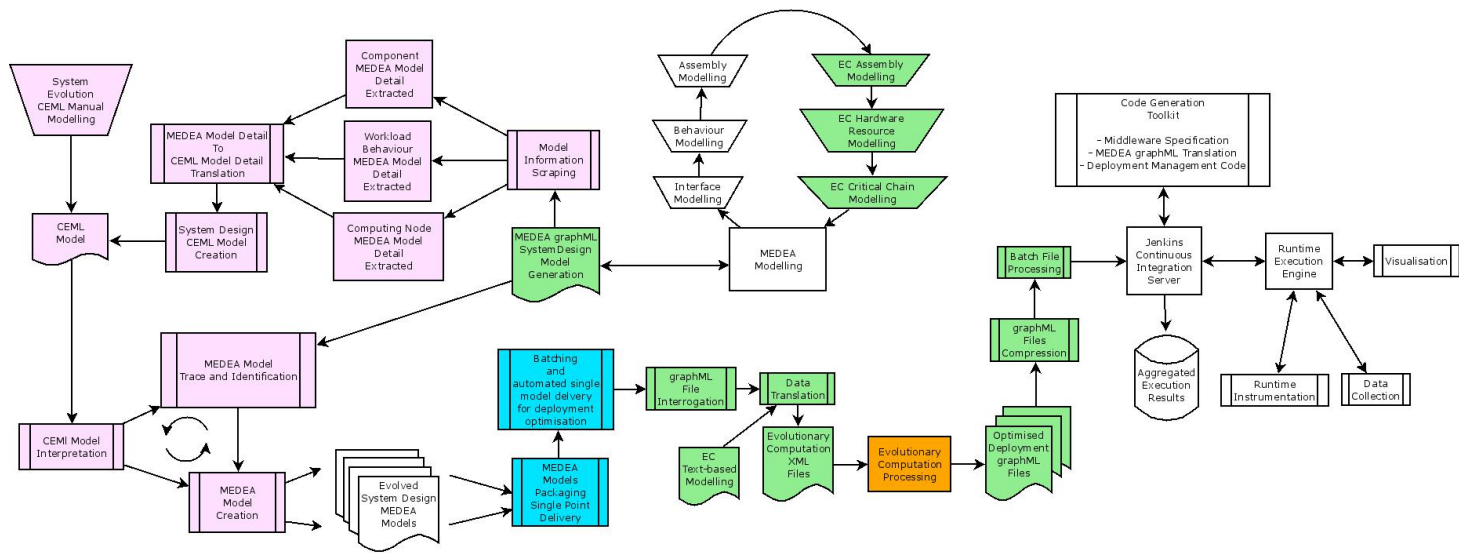 System
Evolution
CEML Manual
Modelling
Component
MEDEA Model
Detail
Extracted
MEDEA Model Detail
To
CEML Model Detail
Translation
Workload
Behaviour
MEDEA Model
Detail
Extracted
Model
Information
Scraping
CEML
Model
System Design
CEML Model
Creation
Computing Node
MEDEA Model
Detail
Extracted
MEDEA graphML
System Design
Model
Generation
Assembly
Modelling
Behaviour
Modelling
Interface
Modelling
EC Assembly
Modelling
EC Hardware
Resource
Modelling
EC Critical Chain
Modelling
MEDEA
Modelling
Code Generation
Toolkit
– Middleware Specification
– MEDEA graphML Translation
– Deployment Management Code
Batch File
Processing
Jenkins
Continuous
Integration
Server
Runtime
Execution
Engine
Visualisation
graphML
Files
Compression
Aggregated
Execution
Results
Runtime
Instrumentation
Data
Collection
MEDEA Model
Trace and Identification
Batching
and
automated single
model delvery
for deployment
optimisation
graphML
File
Interrogation
Data
Translation
CEMl Model
Interpretation
MEDEA
Model
Creation
Evolved
System Design
MEDEA
Models
MEDEA
Models
Packaging
Single Point
Delivery
EC
Text-based
Modelling
Evolutionary
Computation
XML
Files
Evolutionary
Computation
Processing
Optimised
Deployment
graphML
Files